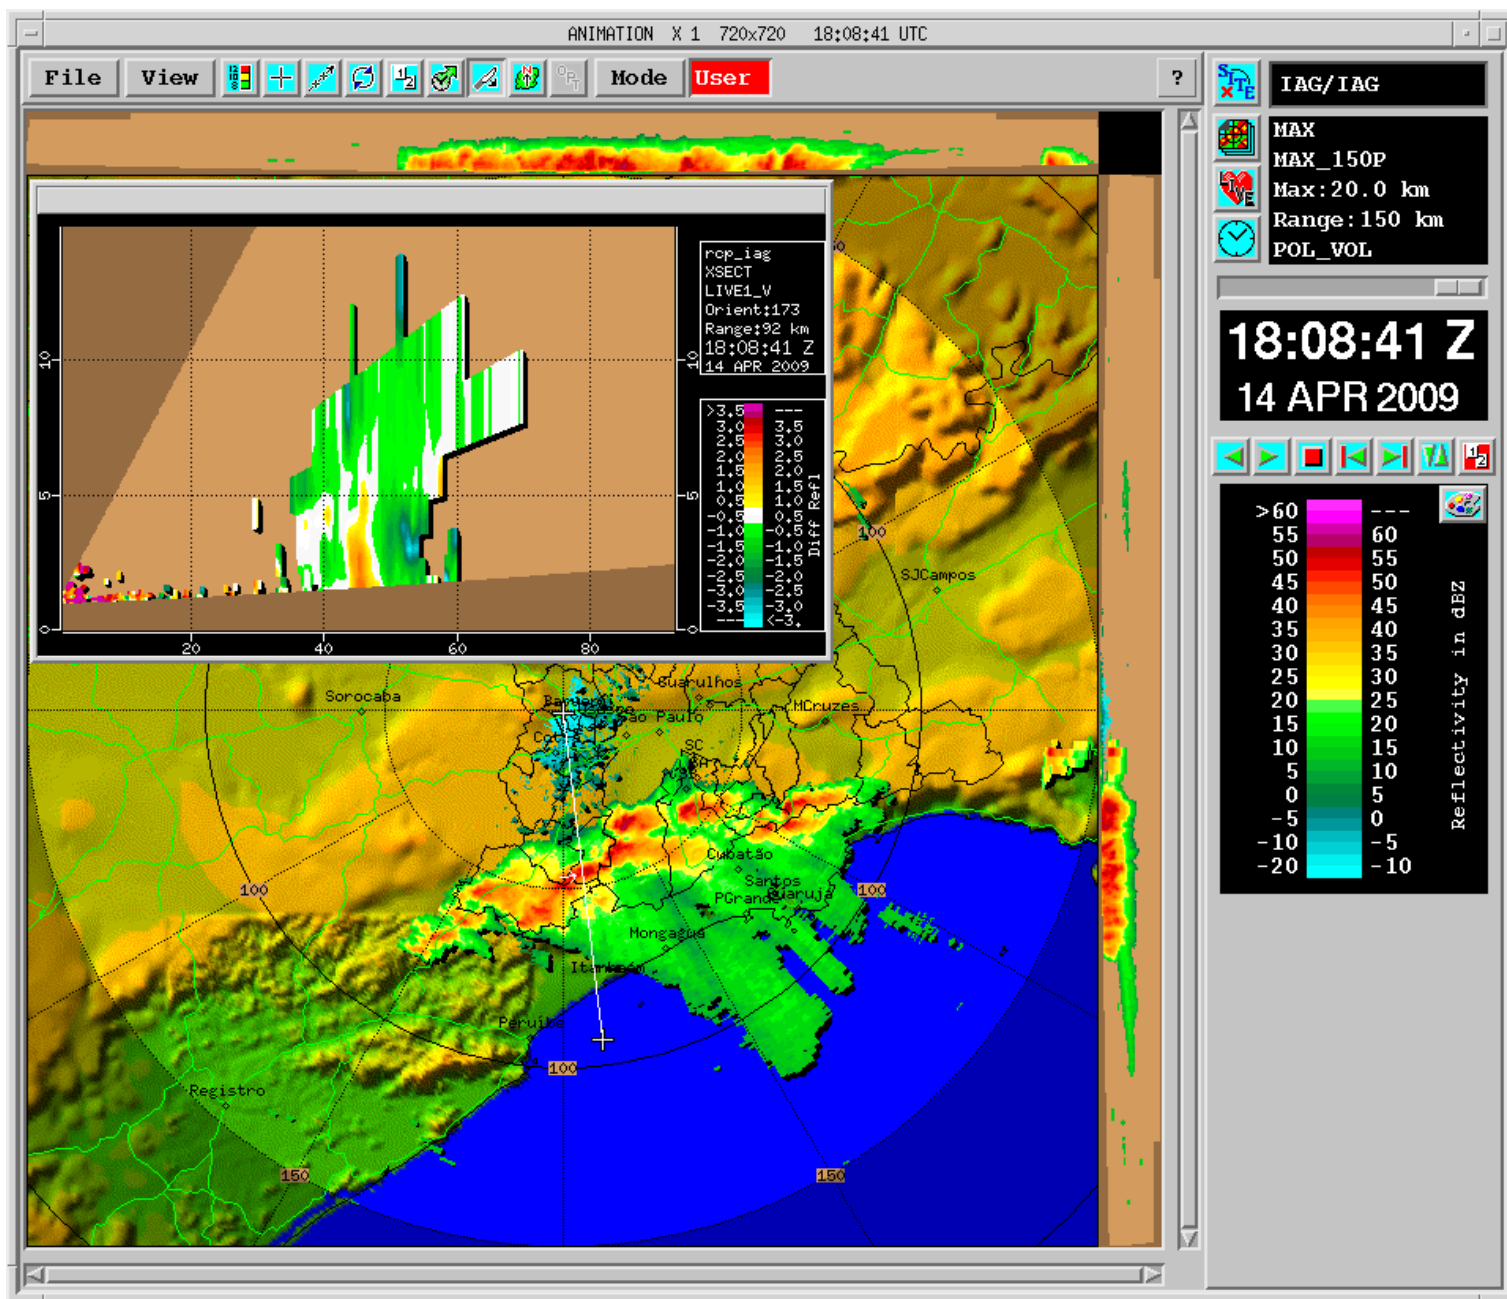 ANIMATION X 1 720x720 18:08:41 UTC
File View Mode User ?
SITE
IAG/IAG
MAX
MAX_150P
Max:20.0 km
Range:150 km
POL_VOL
LIVE
18:08:41 Z
14 APR 2009
>60 ---
55 60
50 55
45 50
40 45
35 40
30 35
25 30
20 25
15 20
10 15
5 10
0 5
-5 0
-10 -5
-20 -10
Reflectivity in dBZ
rcp_iag
XSECT
LIVE1_V
Orient:173
Range:92 km
18:08:41 Z
14 APR 2009
>3.5 ---
3.0 3.5
2.5 3.0
2.0 2.5
1.5 2.0
1.0 1.5
0.5 1.0
-0.5 0.5
-1.0 -0.5
-1.5 -1.0
-2.0 -1.5
-2.5 -2.0
-3.0 -2.5
-3.5 -3.0
--- <-3.
Diff Refl
10 10
5 5
0 0
20 40 60 80
100
SJCampos
Sorocaba
Guarulhos
MCruzes
São Paulo
SC
Cubatão
Santos
Guarujá
PGrande
100
100
Mongaguá
Itanhaém
Peruíbe
100
Registro
150
150